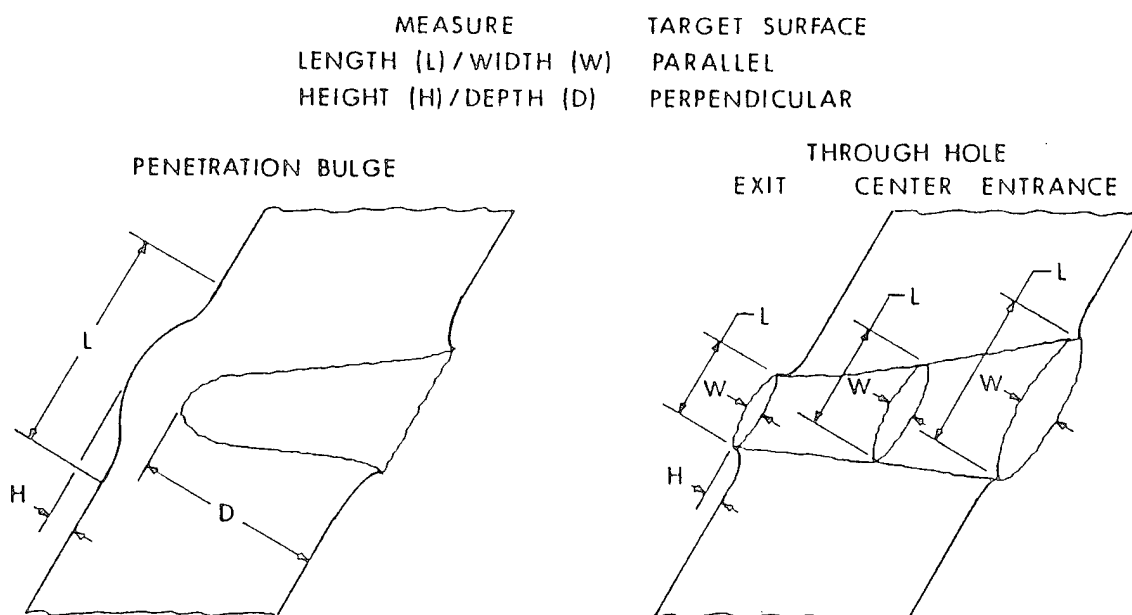 MEASURE TARGET SURFACE
LENGTH (L)/WIDTH (W) PARALLEL
HEIGHT (H)/DEPTH (D) PERPENDICULAR
PENETRATION BULGE
THROUGH HOLE
EXIT CENTER ENTRANCE
L
H
D
L
L
L
W
W
W
H